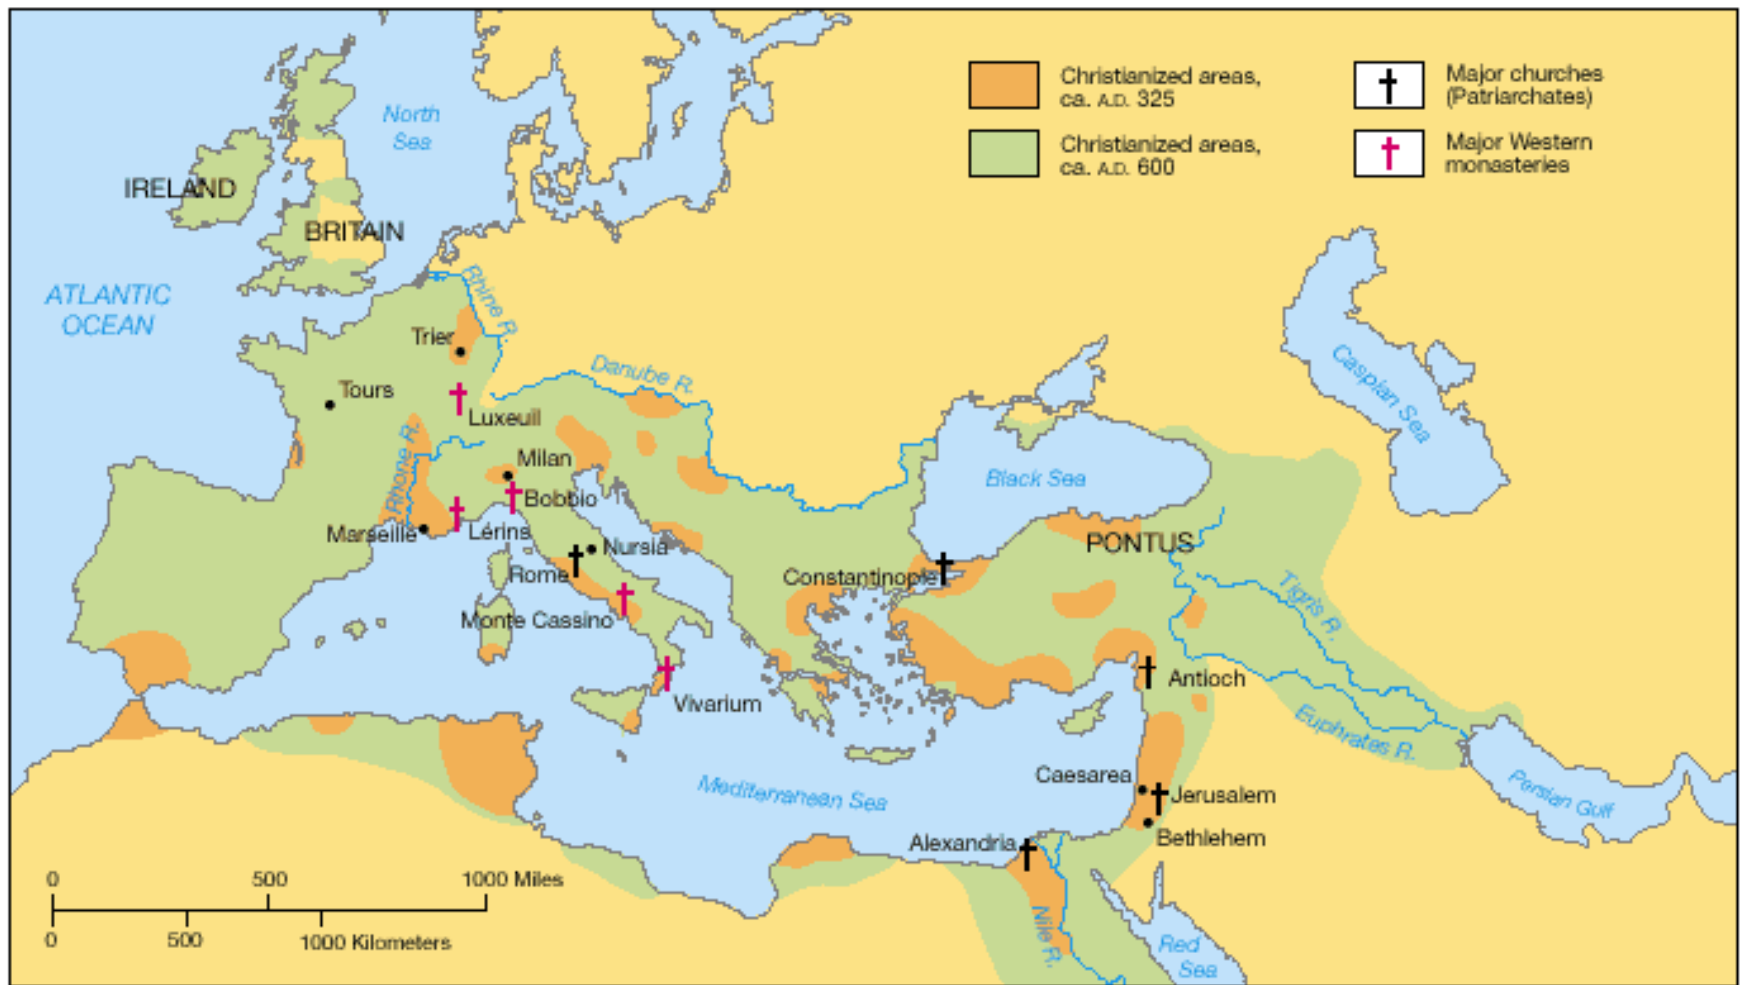 Christianized areas,
ca. A.D. 325
Major churches
(Patriarchates)
Christianized areas,
ca. A.D. 600
Major Western
monasteries
North
Sea
IRELAND
BRITAIN
ATLANTIC
OCEAN
Rhine R.
Trier
Tours
Danube R.
Luxeuil
Caspian Sea
Rhone R.
Milan
Bobbio
Black Sea
Marseille
Lérins
Nursia
PONTUS
Rome
Constantinople
Tigris R.
Monte Cassino
Antioch
Vivarium
Euphrates R.
Caesarea
Mediterranean Sea
Jerusalem
Persian Gulf
Alexandria
Bethlehem
0 500 1000 Miles
0 500 1000 Kilometers
Nile R.
Red
Sea